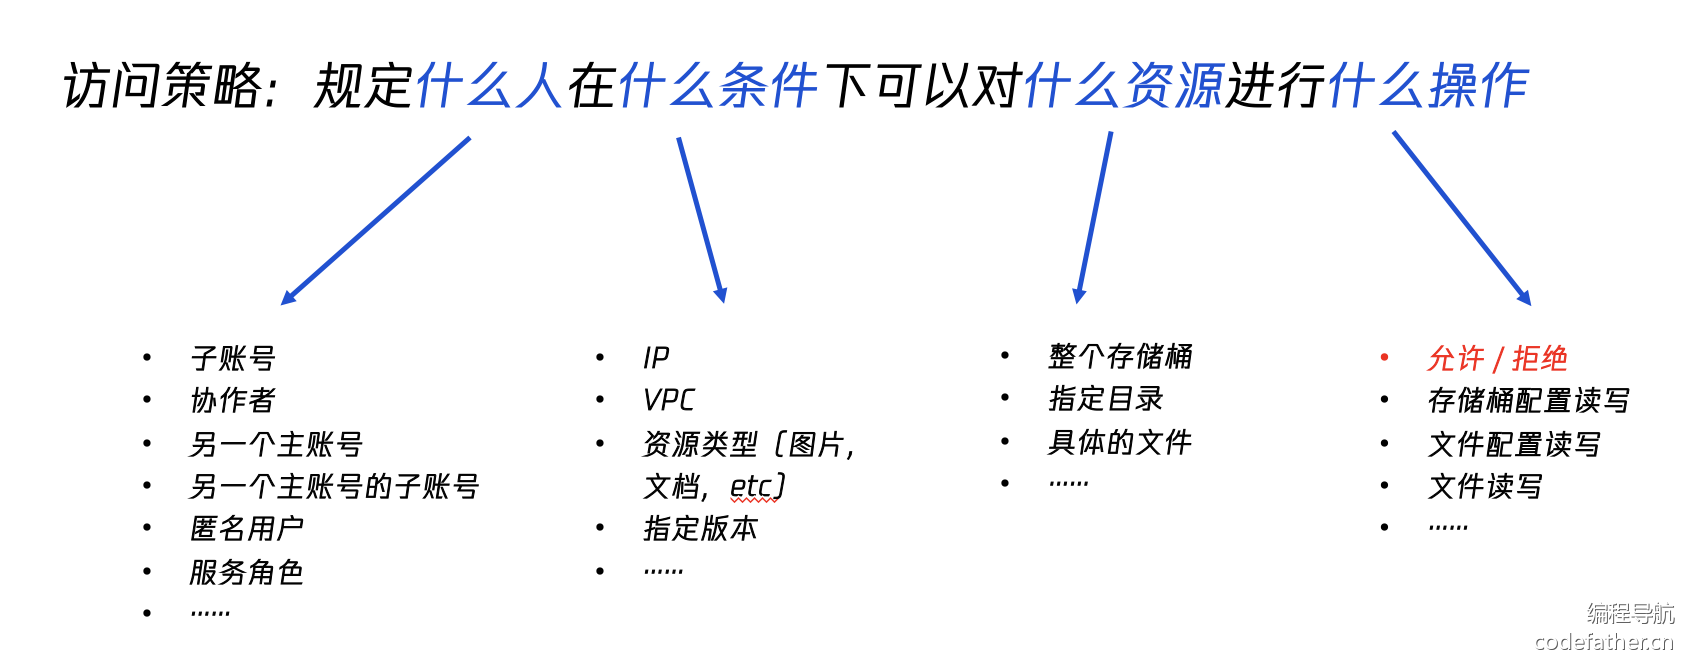 访问策略：规定什么人在什么条件下可以对什么资源进行什么操作
• 子账号
• 协作者
• 另一个主账号
• 另一个主账号的子账号
• 匿名用户
• 服务角色
• ……
• IP
• VPC
• 资源类型（图片，
文档，etc）
• 指定版本
• ……
• 整个存储桶
• 指定目录
• 具体的文件
• ……
• 允许 / 拒绝
• 存储桶配置读写
• 文件配置读写
• 文件读写
• ……
编程导航
codefather.cn